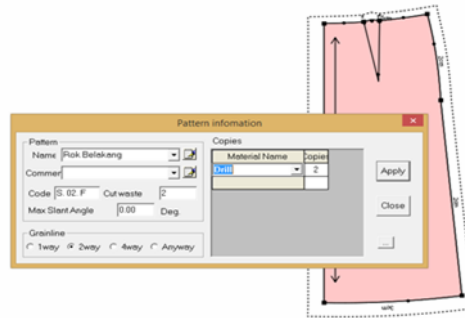 Pattern infomation
Pattern
Name Rok Belakang
Commer
Code S. 02. F Cut waste 2
Max Slant Angle 0.00 Deg.
Grainline
1way 2way 4way Anyway
Copies
Material Name Copies
Drill 2
Apply
Close
...